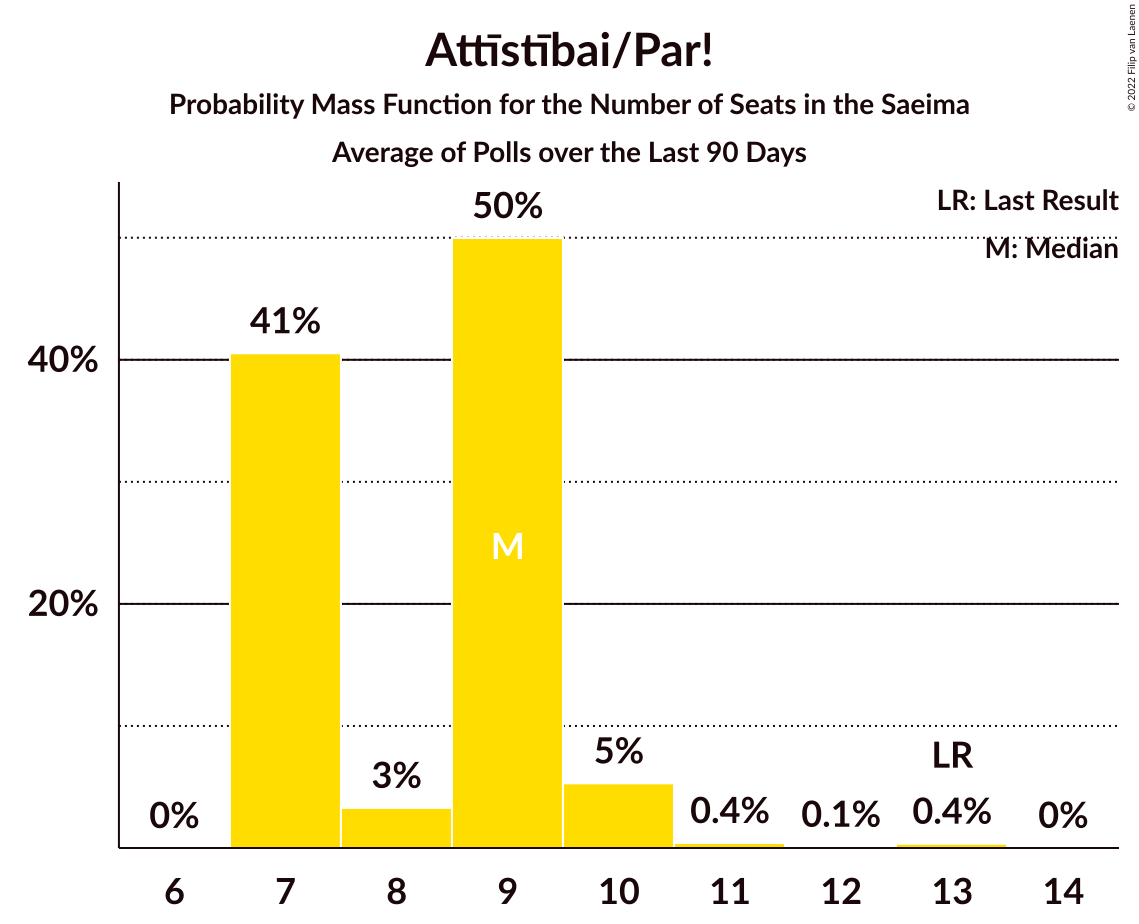 Attīstībai/Par!
Probability Mass Function for the Number of Seats in the Saeima
Average of Polls over the Last 90 Days
© 2022 Filip van Laenen
LR: Last Result
M: Median
50%
41%
40%
M
20%
5%
LR
3%
0%
0.4%
0.1%
0.4%
0%
6 7 8 9 10 11 12 13 14